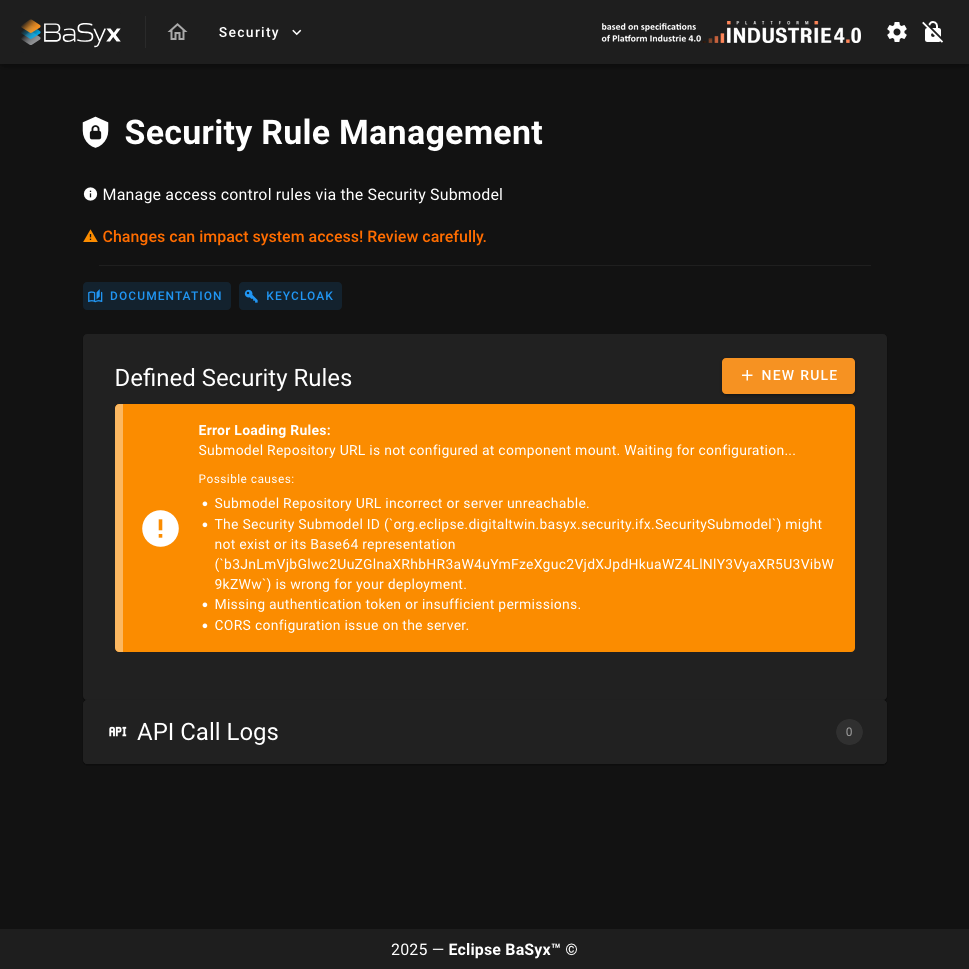 BaSyx
Security
based on specifications
of Platform Industrie 4.0
PLATTFORM
INDUSTRIE4.0
Security Rule Management
Manage access control rules via the Security Submodel
Changes can impact system access! Review carefully.
DOCUMENTATION
KEYCLOAK
Defined Security Rules
+ NEW RULE
Error Loading Rules:
Submodel Repository URL is not configured at component mount. Waiting for configuration...
Possible causes:
• Submodel Repository URL incorrect or server unreachable.
• The Security Submodel ID (`org.eclipse.digitaltwin.basyx.security.ifx.SecuritySubmodel`) might
not exist or its Base64 representation
(`b3JnLmVjbGlwc2UuZGlnaXRhbHR3aW4uYmFzeXguc2VjdXJpdHkuaWZ4LlNlY3VyaXR5U3VibW
9kZWw`) is wrong for your deployment.
• Missing authentication token or insufficient permissions.
• CORS configuration issue on the server.
API API Call Logs
0
2025 — Eclipse BaSyx™ ©